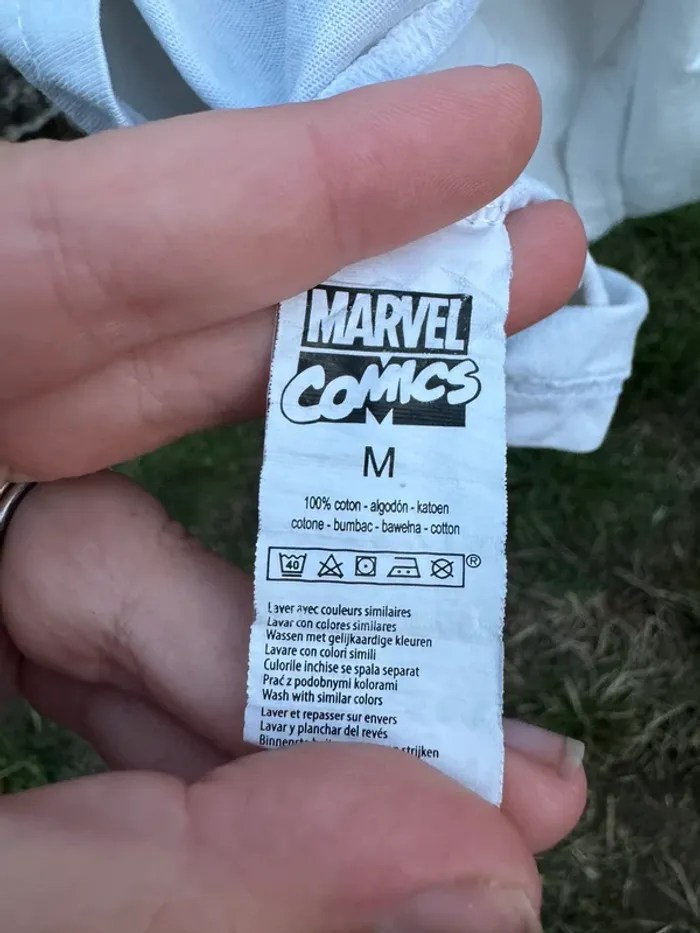 MARVEL
COMICS
M
100% coton - algodón - katoen
cotone - bumbac - bawełna - cotton
40 ®
Laver avec couleurs similaires
Lavar con colores similares
Wassen met gelijkaardige kleuren
Lavare con colori simili
Culorile inchise se spala separat
Prać z podobnymi kolorami
Wash with similar colors
Laver et repasser sur envers
Lavar y planchar del revés
strijken